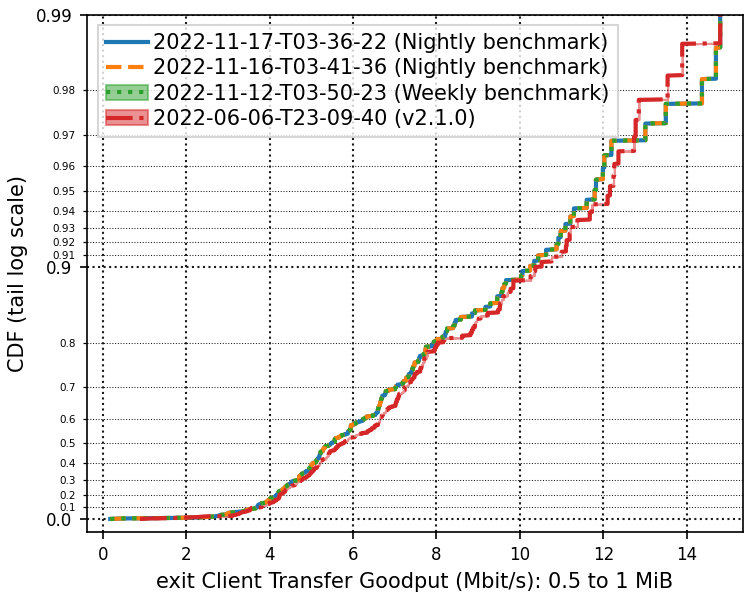 0.99
0.98
0.97
0.96
0.95
0.94
0.93
0.92
0.91
0.9
0.8
0.7
0.6
0.5
0.4
0.3
0.2
0.1
0.0
CDF (tail log scale)
2022-11-17-T03-36-22 (Nightly benchmark)
2022-11-16-T03-41-36 (Nightly benchmark)
2022-11-12-T03-50-23 (Weekly benchmark)
2022-06-06-T23-09-40 (v2.1.0)
0 2 4 6 8 10 12 14
exit Client Transfer Goodput (Mbit/s): 0.5 to 1 MiB